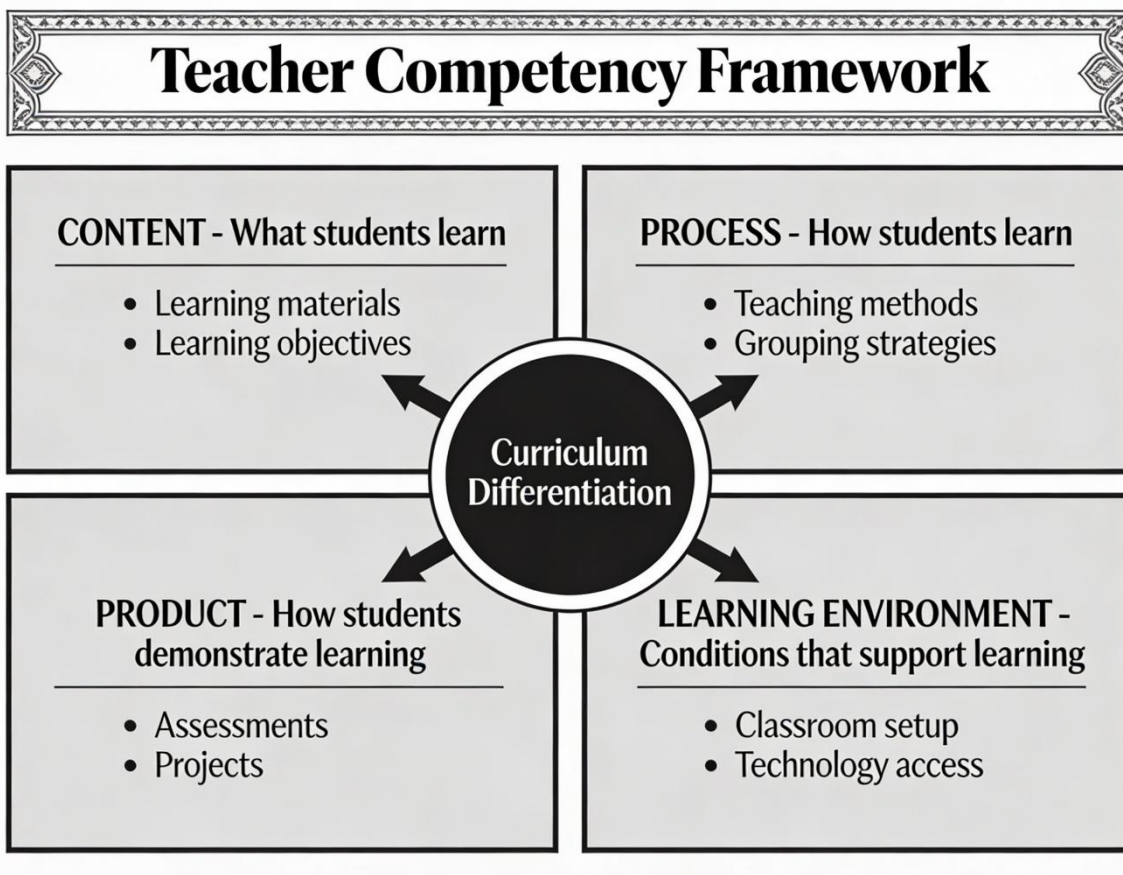 Teacher Competency Framework
CONTENT - What students learn
• Learning materials
• Learning objectives
PROCESS - How students learn
• Teaching methods
• Grouping strategies
Curriculum
Differentiation
PRODUCT - How students
demonstrate learning
• Assessments
• Projects
LEARNING ENVIRONMENT -
Conditions that support learning
• Classroom setup
• Technology access